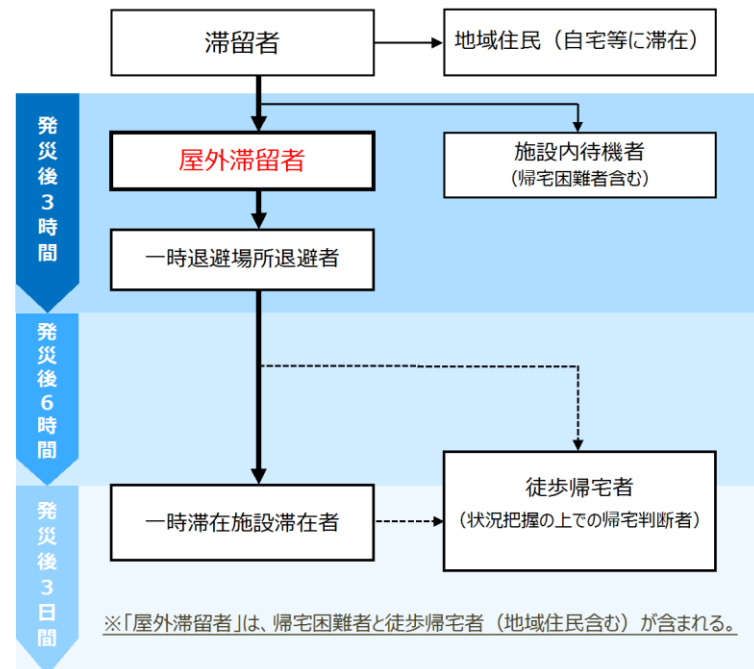 滞留者
地域住民（自宅等に滞在）
発災後3時間
屋外滞留者
施設内待機者
（帰宅困難者含む）
一時退避場所退避者
発災後6時間
発災後3日間
一時滞在施設滞在者
徒歩帰宅者
（状況把握の上での帰宅判断者）
※「屋外滞留者」は、帰宅困難者と徒歩帰宅者（地域住民含む）が含まれる。